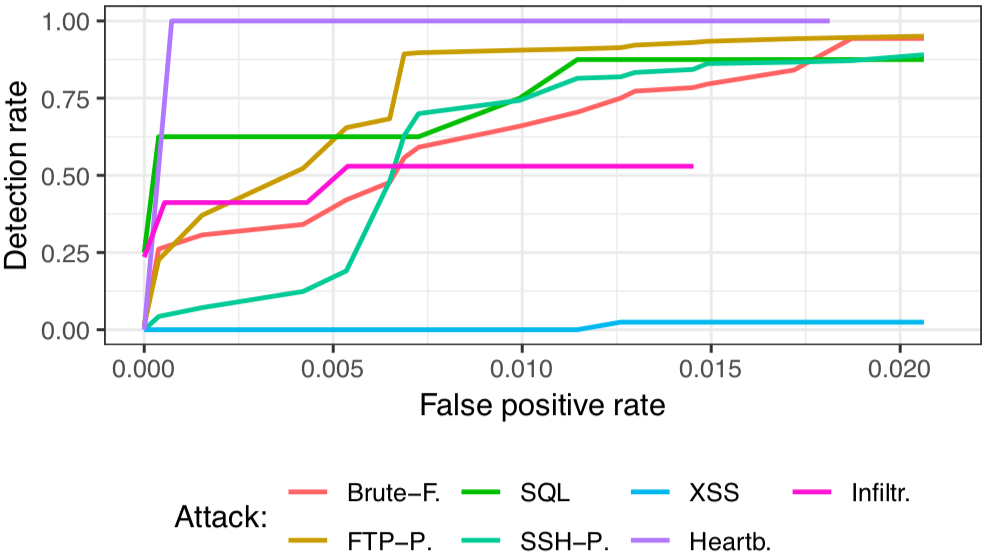 1.00
0.75
0.50
0.25
0.00
Detection rate
0.000 0.005 0.010 0.015 0.020
False positive rate
Attack:
Brute−F. SQL XSS Infiltr.
FTP−P. SSH−P. Heartb.